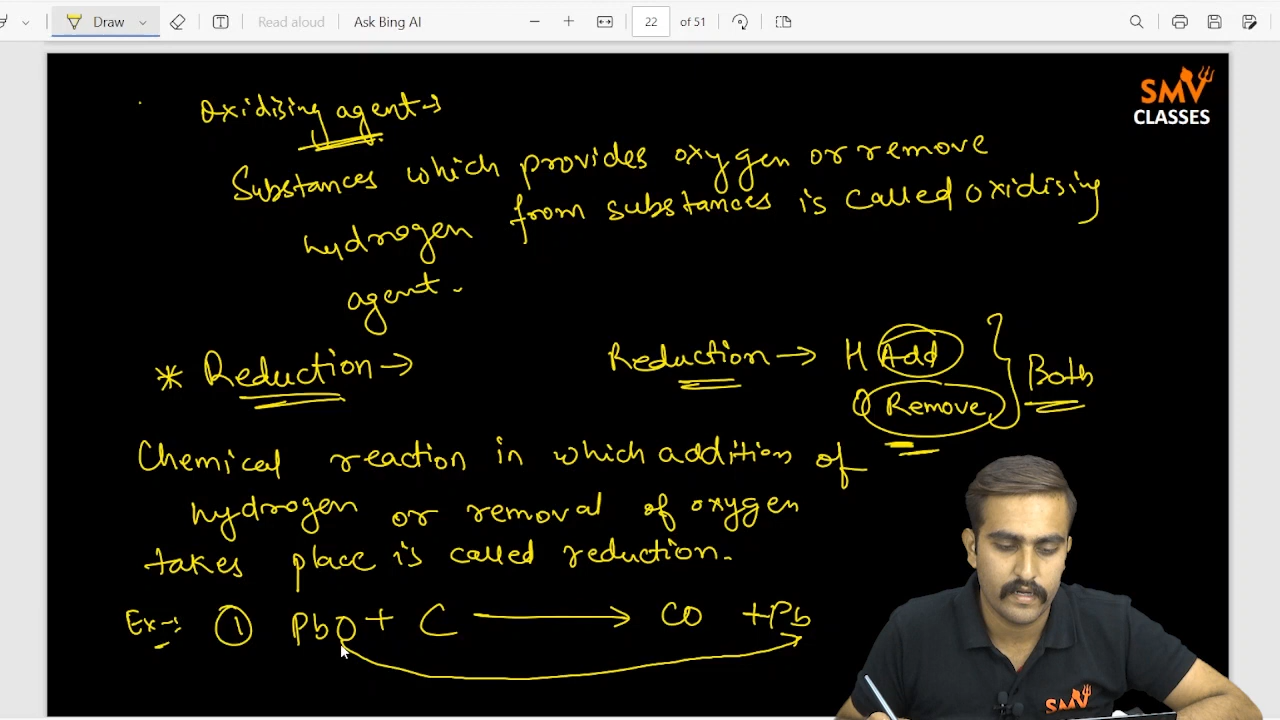 Draw
Read aloud
Ask Bing AI
22 of 51
SMV
CLASSES
Oxidising agent→
Substances which provides oxygen or remove
hydrogen from substances is called oxidising
agent.
* Reduction→
Reduction → H Add
O Remove
Both
Chemical reaction in which addition of
hydrogen or removal of oxygen
takes place is called reduction.
Ex-: ① PbO + C ⟶ CO + Pb
SMV
CLASSES